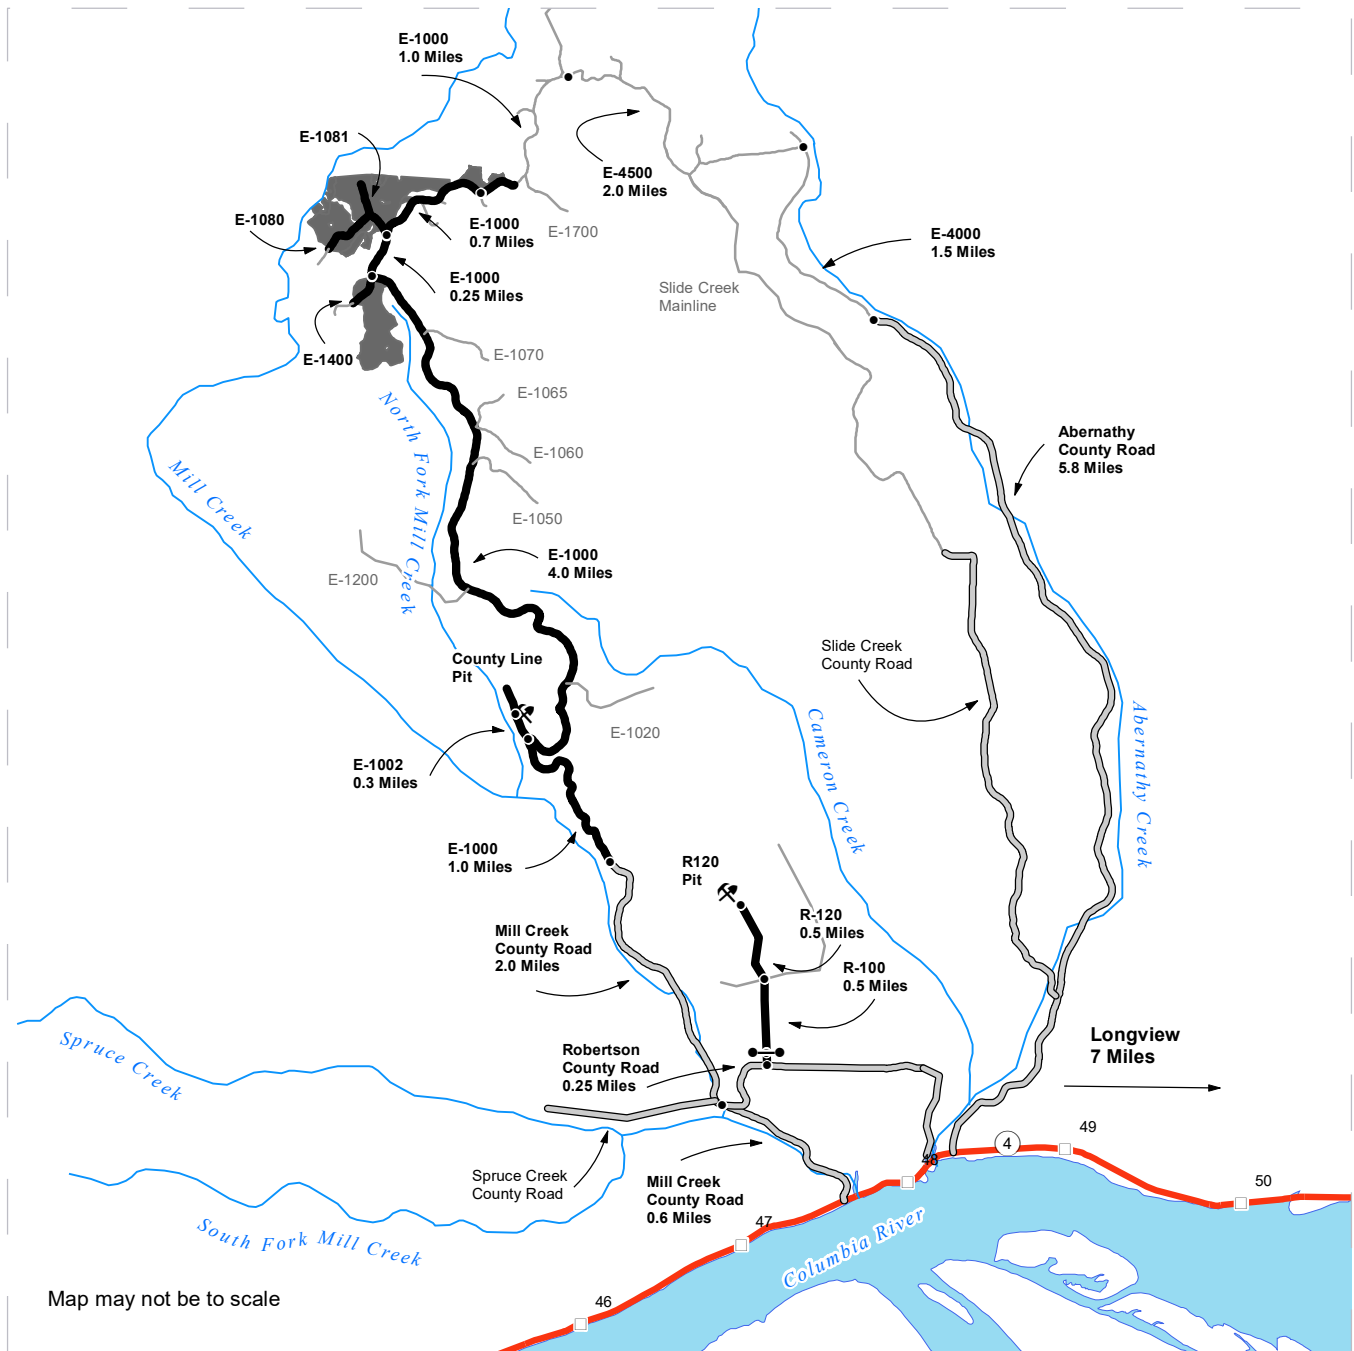 E-1000
1.0 Miles
E-1081
E-4500
2.0 Miles
E-1080
E-1000
0.7 Miles
E-1700
E-4000
1.5 Miles
E-1000
0.25 Miles
Slide Creek
Mainline
E-1400
E-1070
E-1065
North Fork Mill Creek
Abernathy
County Road
5.8 Miles
E-1060
Mill Creek
E-1050
E-1000
4.0 Miles
E-1200
County Line
Pit
Slide Creek
County Road
E-1020
Cameron Creek
Abernathy Creek
E-1002
0.3 Miles
E-1000
1.0 Miles
R120
Pit
R-120
0.5 Miles
Mill Creek
County Road
2.0 Miles
R-100
0.5 Miles
Spruce Creek
Robertson
County Road
0.25 Miles
Longview
7 Miles
4
49
48
Spruce Creek
County Road
Mill Creek
County Road
0.6 Miles
50
47
South Fork Mill Creek
Columbia River
46
Map may not be to scale